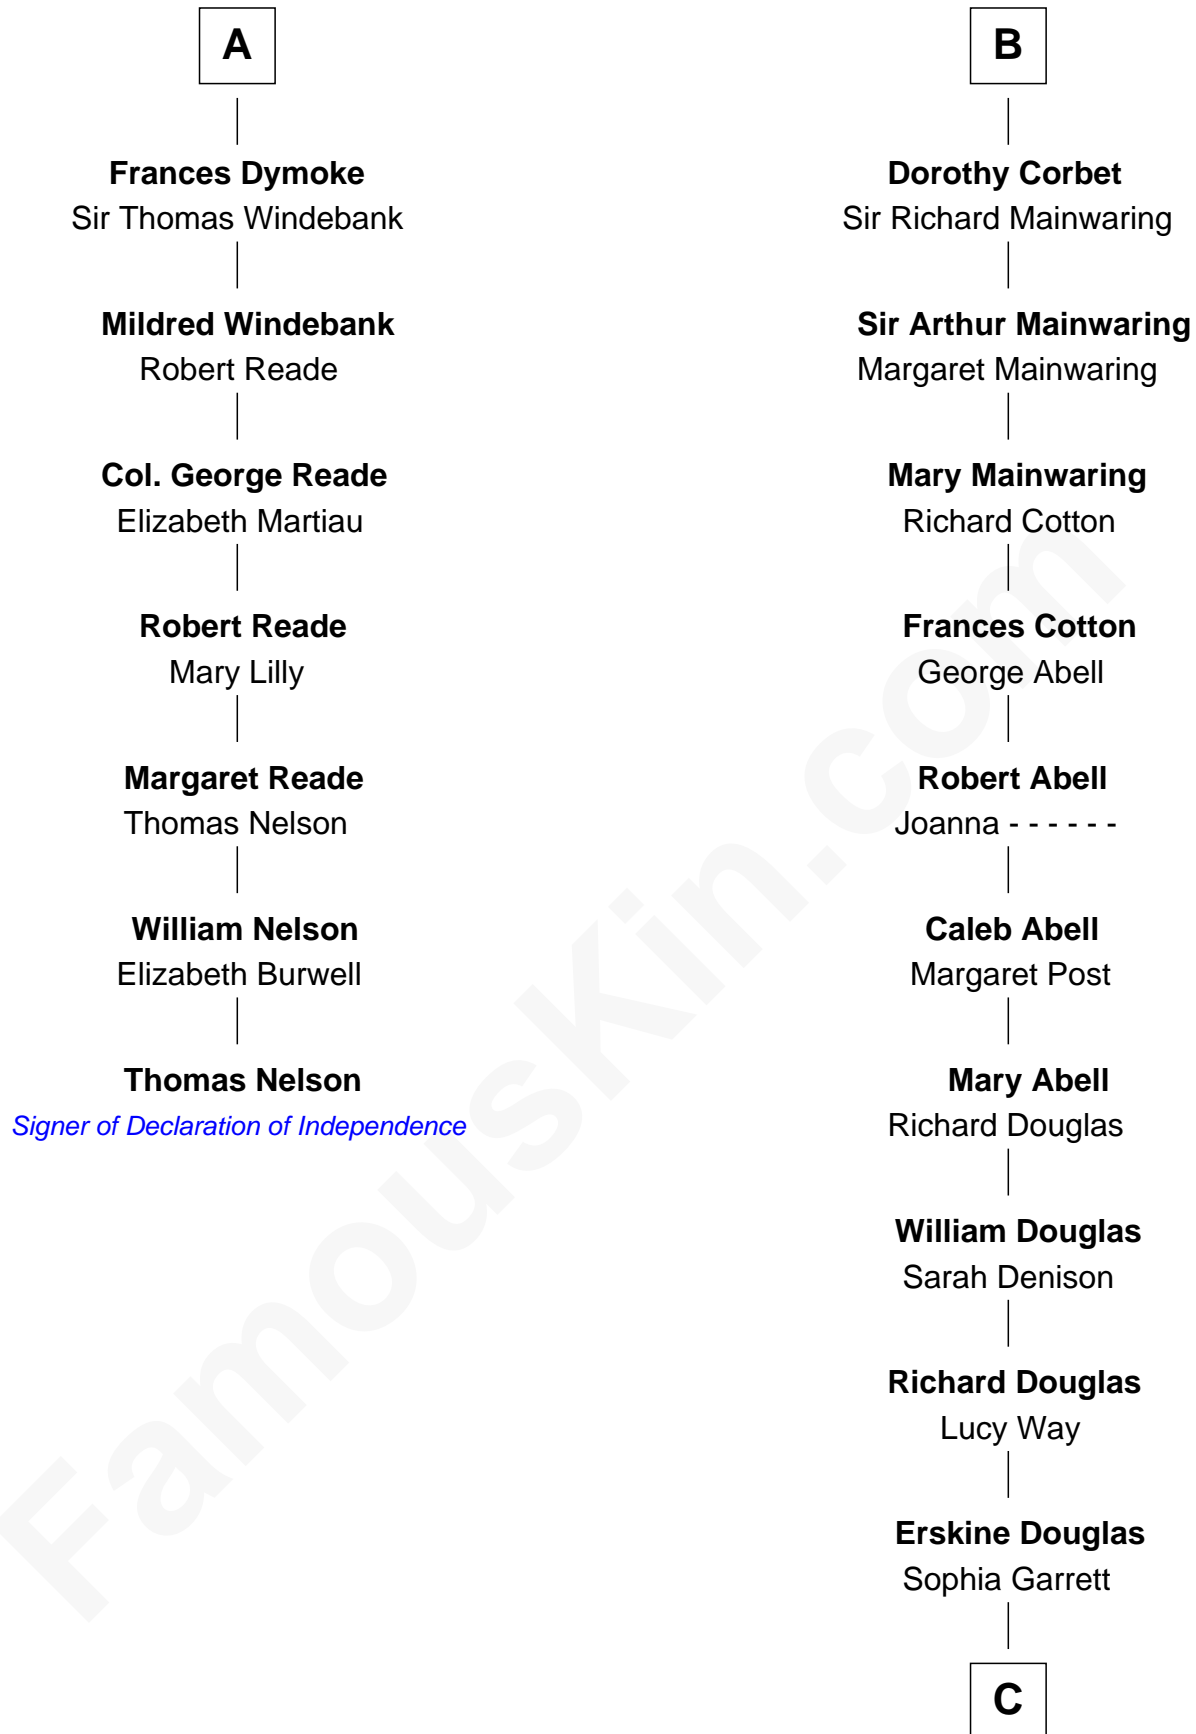 A
Frances Dymoke
Sir Thomas Windebank
Mildred Windebank
Robert Reade
Col. George Reade
Elizabeth Martiau
Robert Reade
Mary Lilly
Margaret Reade
Thomas Nelson
William Nelson
Elizabeth Burwell
Thomas Nelson
Signer of Declaration of Independence
B
Dorothy Corbet
Sir Richard Mainwaring
Sir Arthur Mainwaring
Margaret Mainwaring
Mary Mainwaring
Richard Cotton
Frances Cotton
George Abell
Robert Abell
Joanna - - - - - -
Caleb Abell
Margaret Post
Mary Abell
Richard Douglas
William Douglas
Sarah Denison
Richard Douglas
Lucy Way
Erskine Douglas
Sophia Garrett
C
FamousKin.com